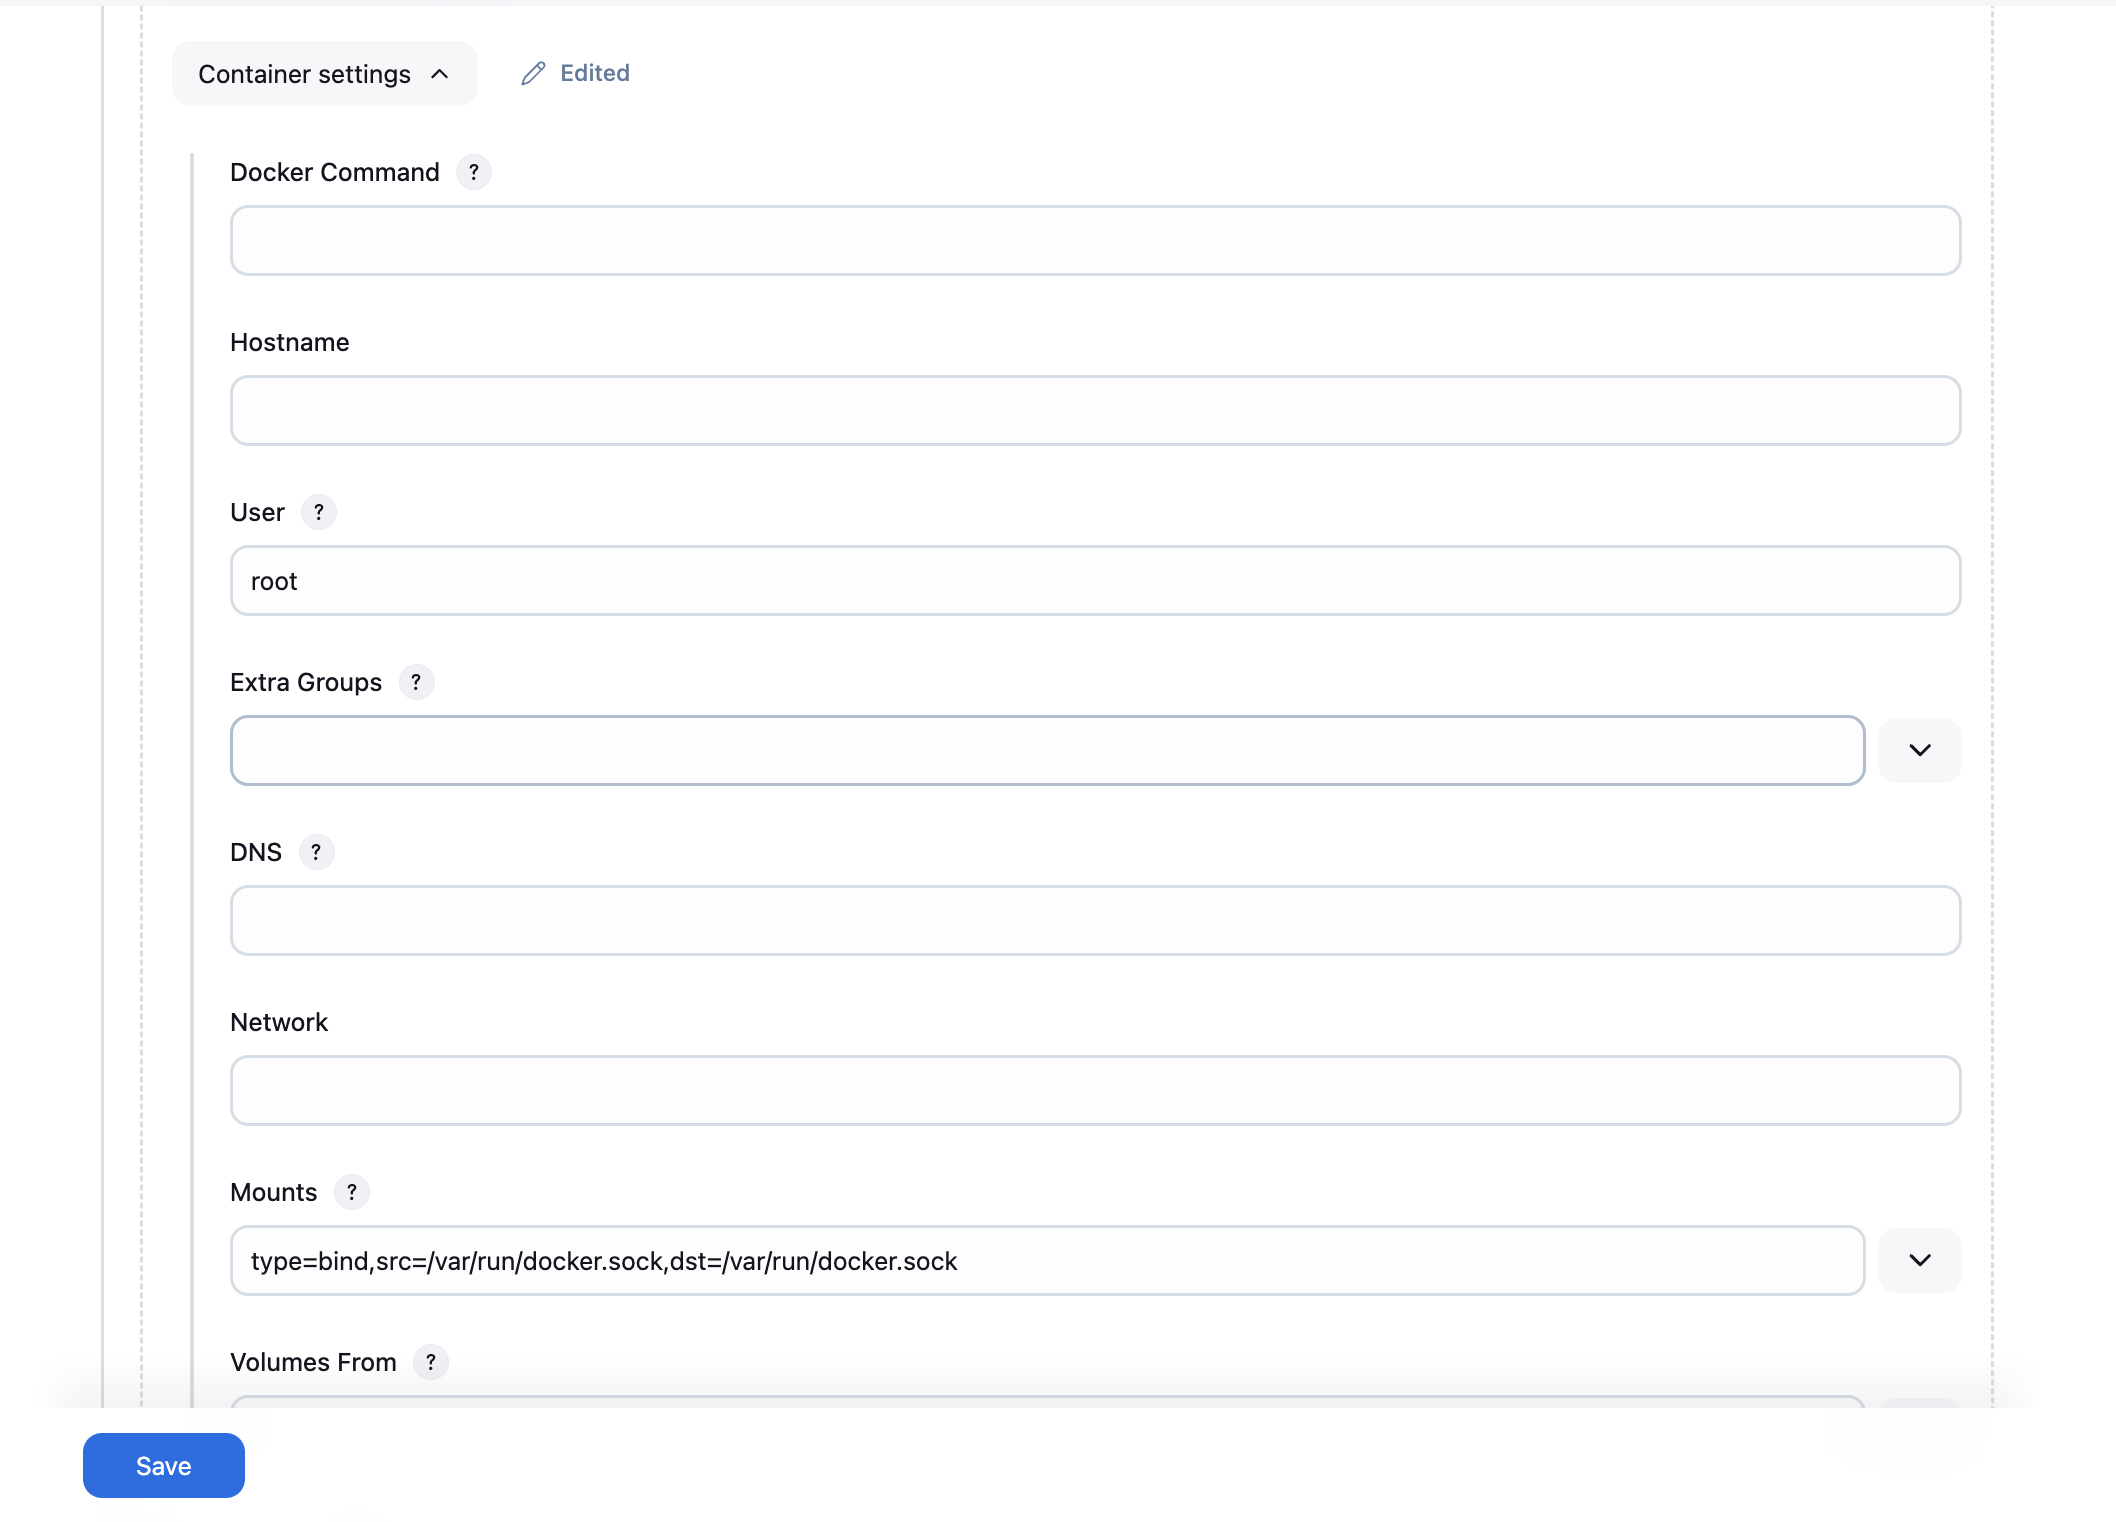 Container settings
Edited
Docker Command ?
Hostname
User ?
root
Extra Groups ?
DNS ?
Network
Mounts ?
type=bind,src=/var/run/docker.sock,dst=/var/run/docker.sock
Volumes From ?
Save